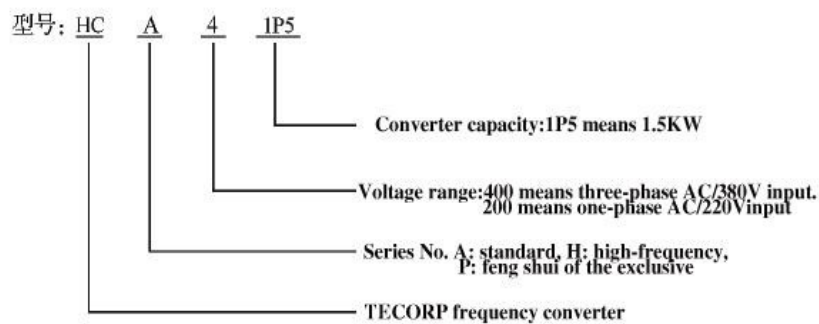 型号: HC A 4 1P5
Converter capacity:1P5 means 1.5KW
Voltage range:400 means three-phase AC/380V input.
200 means one-phase AC/220Vinput
Series No. A: standard, H: high-frequency,
P: feng shui of the exclusive
TECORP frequency converter